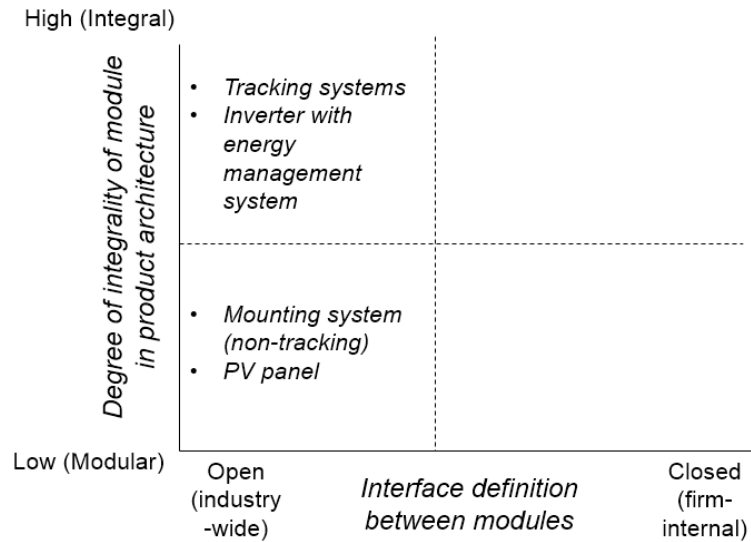 High (Integral)
Degree of integrality of module
in product architecture
• Tracking systems
• Inverter with
energy
management
system
• Mounting system
(non-tracking)
• PV panel
Low (Modular)
Open
(industry
-wide)
Interface definition
between modules
Closed
(firm-
internal)